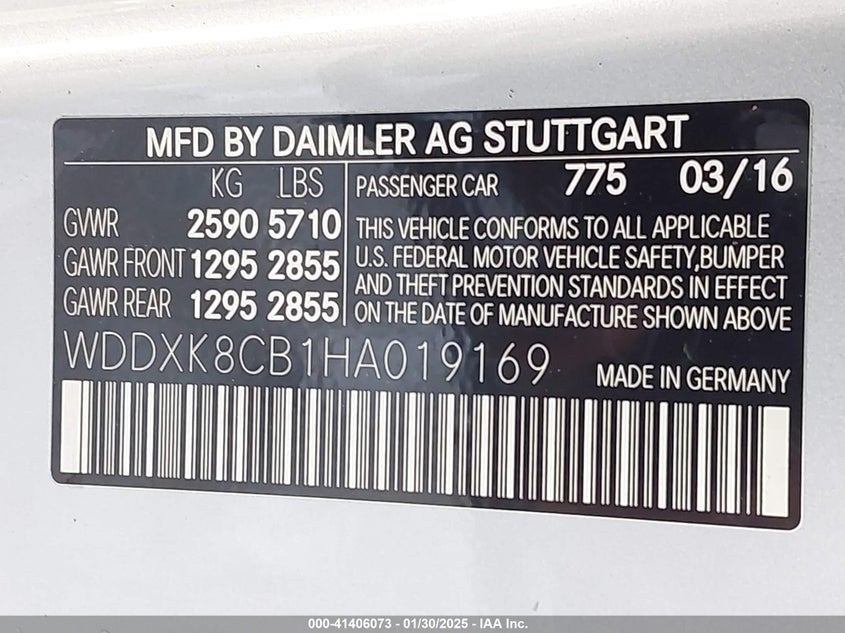 MFD BY DAIMLER AG STUTTGART
KG LBS
GVWR 2590 5710
GAWR FRONT 1295 2855
GAWR REAR 1295 2855
PASSENGER CAR 775 03/16
THIS VEHICLE CONFORMS TO ALL APPLICABLE
U.S. FEDERAL MOTOR VEHICLE SAFETY,BUMPER
AND THEFT PREVENTION STANDARDS IN EFFECT
ON THE DATE OF MANUFACTURE SHOWN ABOVE
WDDXK8CB1HA019169
MADE IN GERMANY
000-41406073 - 01/30/2025 - IAA Inc.